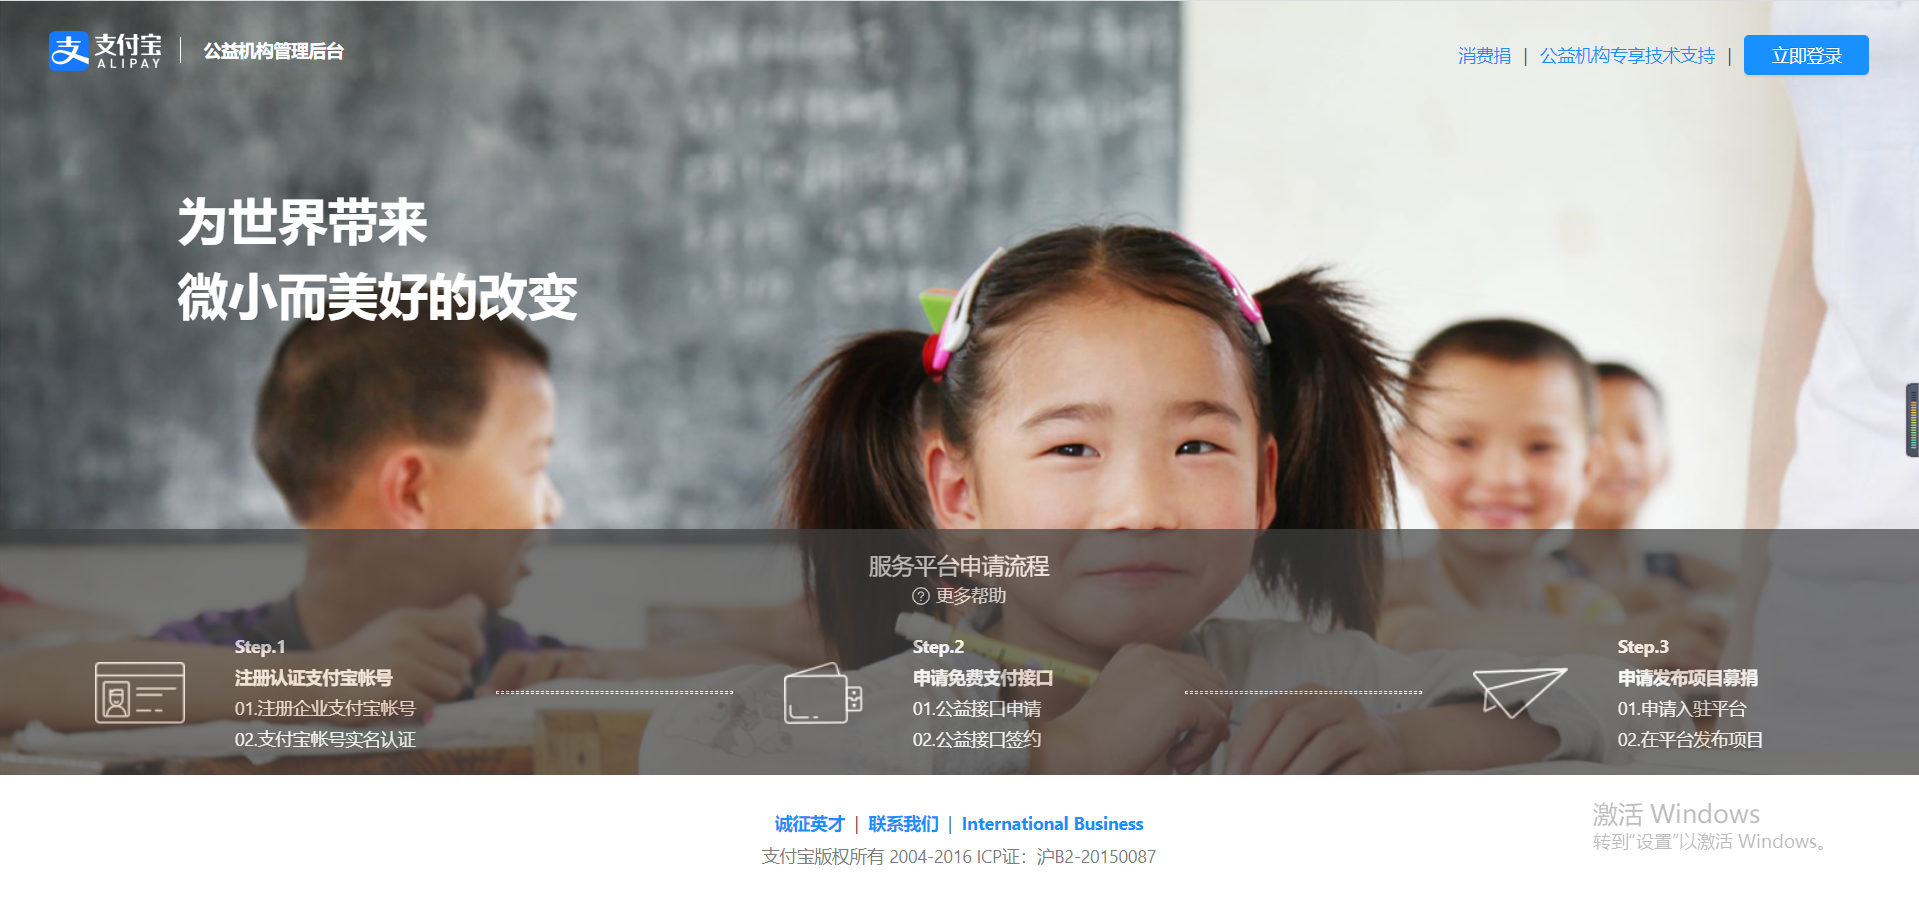 支付宝
ALIPAY
公益机构管理后台
消费捐 | 公益机构专享技术支持 | 立即登录
为世界带来
微小而美好的改变
服务平台申请流程
? 更多帮助
Step.1
注册认证支付宝帐号
01.注册企业支付宝帐号
02.支付宝帐号实名认证
Step.2
申请免费支付接口
01.公益接口申请
02.公益接口签约
Step.3
申请发布项目募捐
01.申请入驻平台
02.在平台发布项目
诚征英才 | 联系我们 | International Business
支付宝版权所有 2004-2016 ICP证：沪B2-20150087
激活 Windows
转到"设置"以激活 Windows。